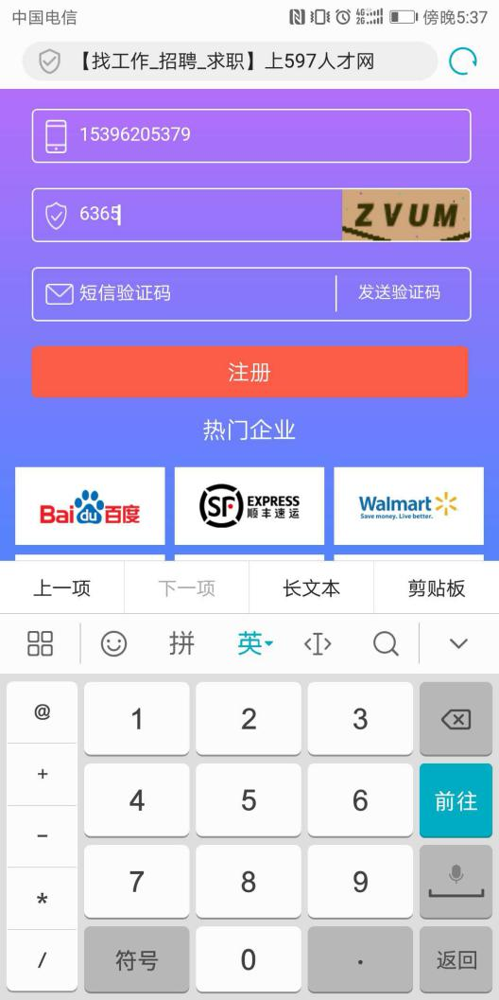 中国电信 4G 2G 傍晚5:37
【找工作_招聘_求职】上597人才网
15396205379
6365 ZVUM
短信验证码 发送验证码
注册
热门企业
Bai du 百度 SF EXPRESS 顺丰速运 Walmart Save money. Live better.
上一项 下一项 长文本 剪贴板
拼 英
@ 1 2 3
+ 4 5 6 前往
− 7 8 9
*
/ 符号 0 . 返回